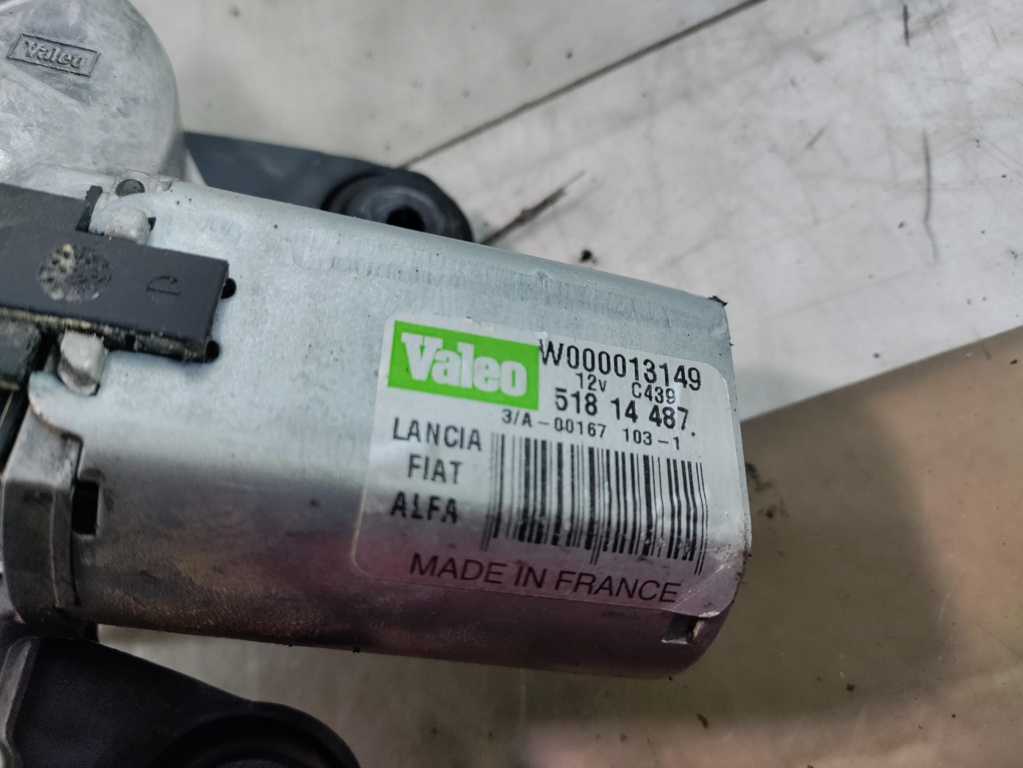 Valeo
Valeo
W000013149
12V C439
518 14 487.
3/A-00167 103-1
LANCIA
FIAT
ALFA
MADE IN FRANCE